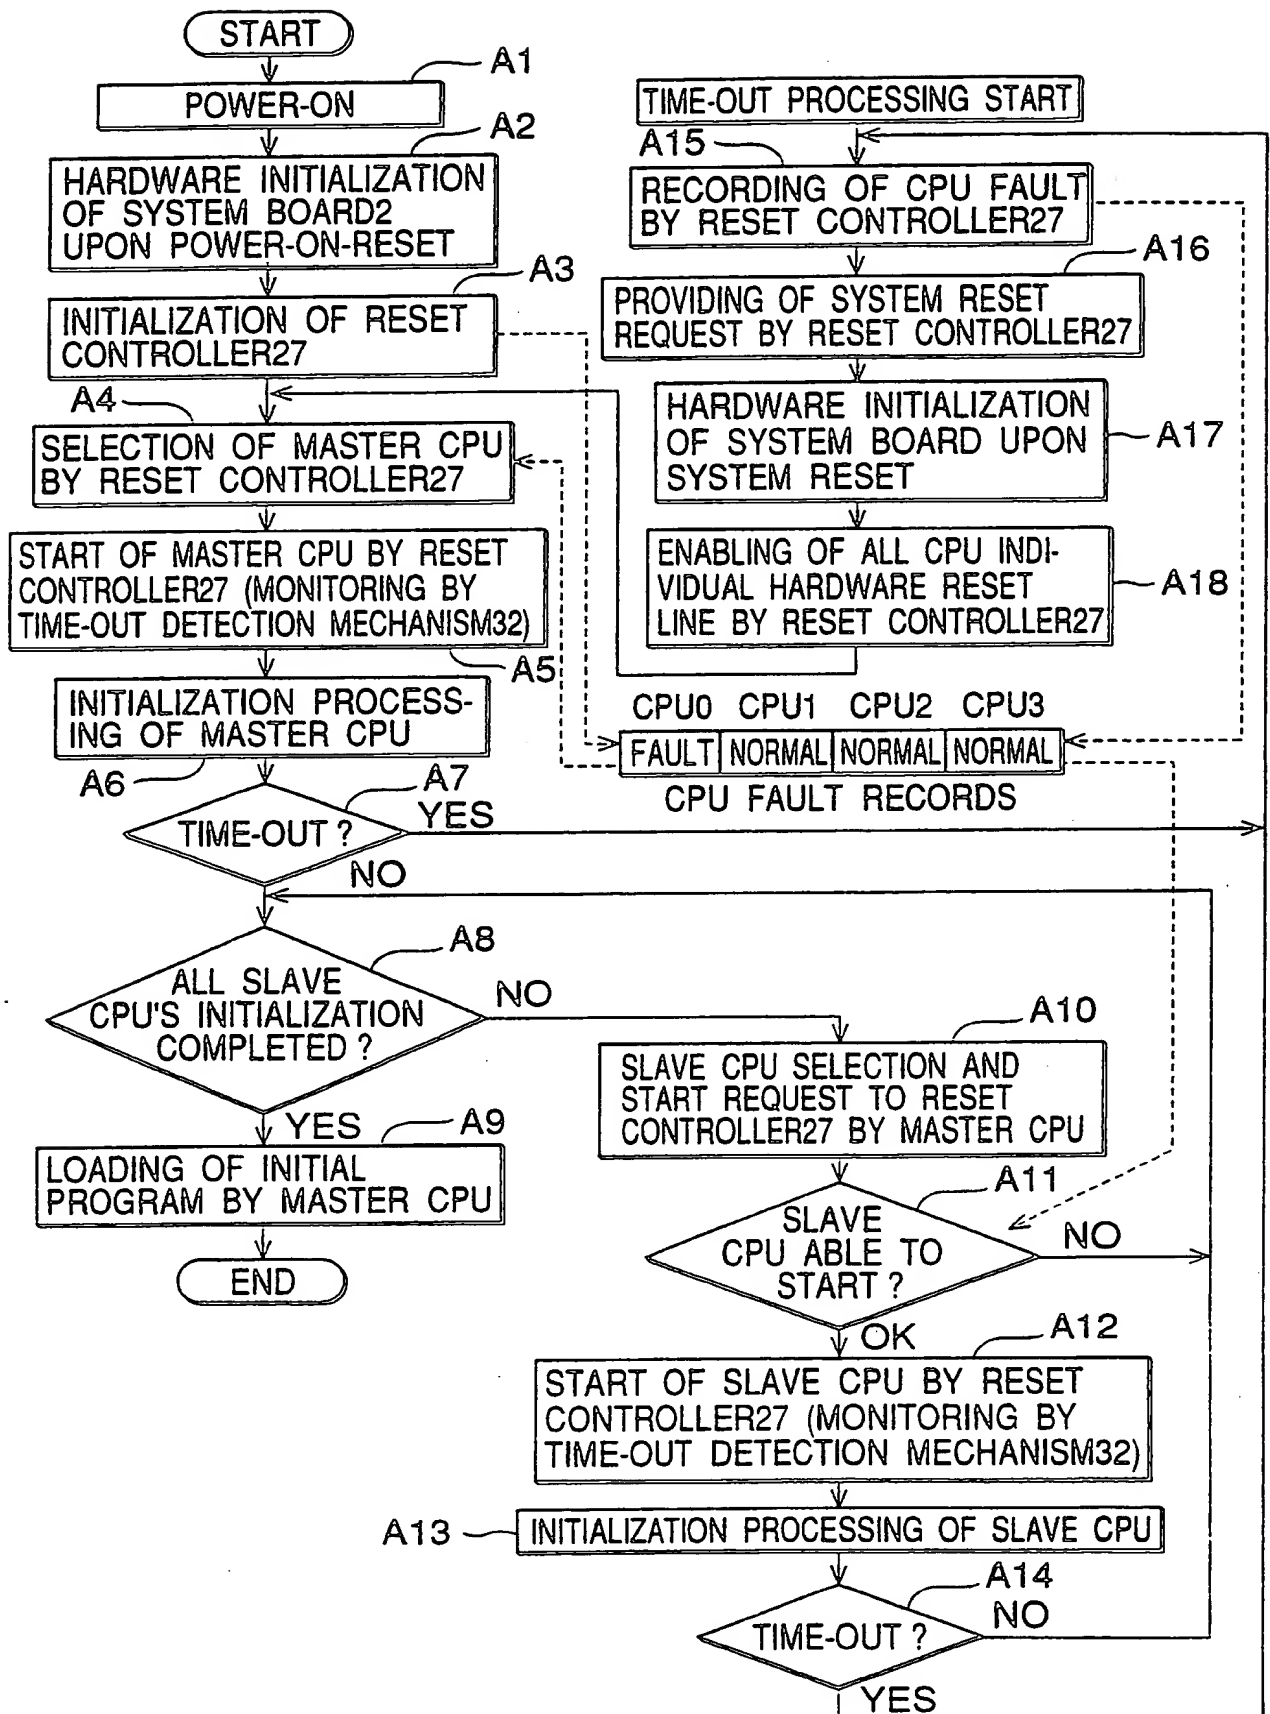 START
A1
POWER-ON
A2
HARDWARE INITIALIZATION
OF SYSTEM BOARD2
UPON POWER-ON-RESET
A3
INITIALIZATION OF RESET
CONTROLLER27
A4
SELECTION OF MASTER CPU
BY RESET CONTROLLER27
START OF MASTER CPU BY RESET
CONTROLLER27 (MONITORING BY
TIME-OUT DETECTION MECHANISM32)
A5
INITIALIZATION PROCESS-
ING OF MASTER CPU
A6
A7
TIME-OUT ?
YES
NO
A8
ALL SLAVE
CPU'S INITIALIZATION
COMPLETED ?
NO
YES
A9
LOADING OF INITIAL
PROGRAM BY MASTER CPU
END
TIME-OUT PROCESSING START
A15
RECORDING OF CPU FAULT
BY RESET CONTROLLER27
A16
PROVIDING OF SYSTEM RESET
REQUEST BY RESET CONTROLLER27
HARDWARE INITIALIZATION
OF SYSTEM BOARD UPON
SYSTEM RESET
A17
ENABLING OF ALL CPU INDI-
VIDUAL HARDWARE RESET
LINE BY RESET CONTROLLER27
A18
CPU0 CPU1 CPU2 CPU3
FAULT NORMAL NORMAL NORMAL
CPU FAULT RECORDS
A10
SLAVE CPU SELECTION AND
START REQUEST TO RESET
CONTROLLER27 BY MASTER CPU
A11
SLAVE
CPU ABLE TO
START ?
NO
OK
A12
START OF SLAVE CPU BY RESET
CONTROLLER27 (MONITORING BY
TIME-OUT DETECTION MECHANISM32)
A13
INITIALIZATION PROCESSING OF SLAVE CPU
A14
TIME-OUT ?
NO
YES